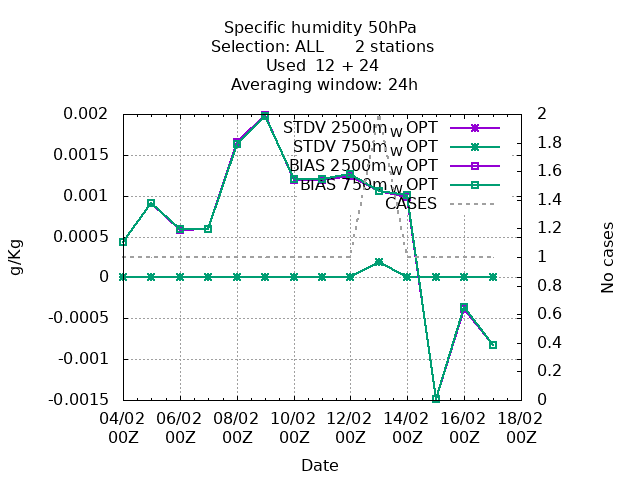 Specific humidity 50hPa
Selection: ALL 2 stations
Used 12 + 24
Averaging window: 24h
g/Kg
0.002
0.0015
0.001
0.0005
0
-0.0005
-0.001
-0.0015
STDV 2500m w OPT
STDV 750m w OPT
BIAS 2500m w OPT
BIAS 750m w OPT
CASES
2
1.8
1.6
1.4
1.2
1
0.8
0.6
0.4
0.2
0
No cases
04/02 06/02 08/02 10/02 12/02 14/02 16/02 18/02
00Z 00Z 00Z 00Z 00Z 00Z 00Z 00Z
Date